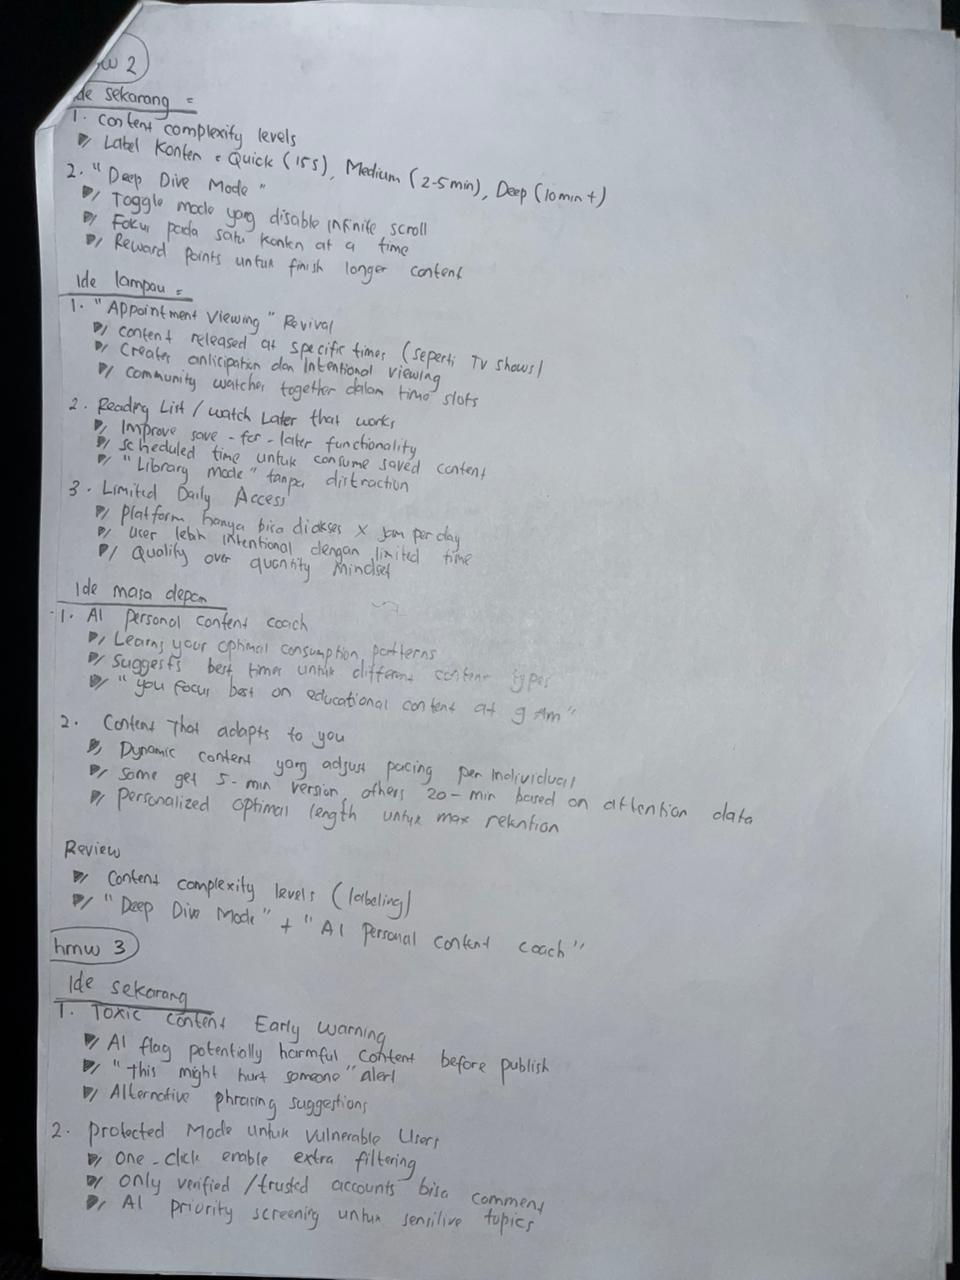 hmw 2
Ide sekarang =
1. Content complexity levels
Label Konten = Quick (15s), Medium (2-5min), Deep (10min+)
2. "Deep Dive Mode"
Toggle mode yang disable infinite scroll
Fokus pada satu konten at a time
Reward points untuk finish longer content
Ide lampau =
1. "Appointment Viewing" Revival
Content released at specific times (seperti TV shows)
Creates anticipation dan Intentional viewing
Community watches together dalam time slots
2. Reading List / Watch Later that works
Improve save-for-later functionality
Scheduled time untuk consume saved content
"Library mode" tanpa distraction
3. Limited Daily Access
Platform hanya bisa diakses X jam per day
User lebih intentional dengan limited time
Quality over quantity mindset
Ide masa depan
1. AI personal content coach
Learns your optimal consumption patterns
Suggests best times untuk different content types
"You focus best on educational content at 9 AM"
2. Content That adapts to you
Dynamic content yang adjust pacing per individual
Some get 5-min version, others 20-min based on attention data
Personalized optimal length untuk max retention
Review
Content complexity levels (labeling)
"Deep Dive Mode" + "AI Personal Content coach"
hmw 3
Ide sekarang
1. Toxic Content Early Warning
AI flag potentially harmful content before publish
"This might hurt someone" alert
Alternative phrasing suggestions
2. Protected Mode untuk Vulnerable Users
One-click enable extra filtering
Only verified/trusted accounts bisa comment
AI priority screening untuk sensitive topics